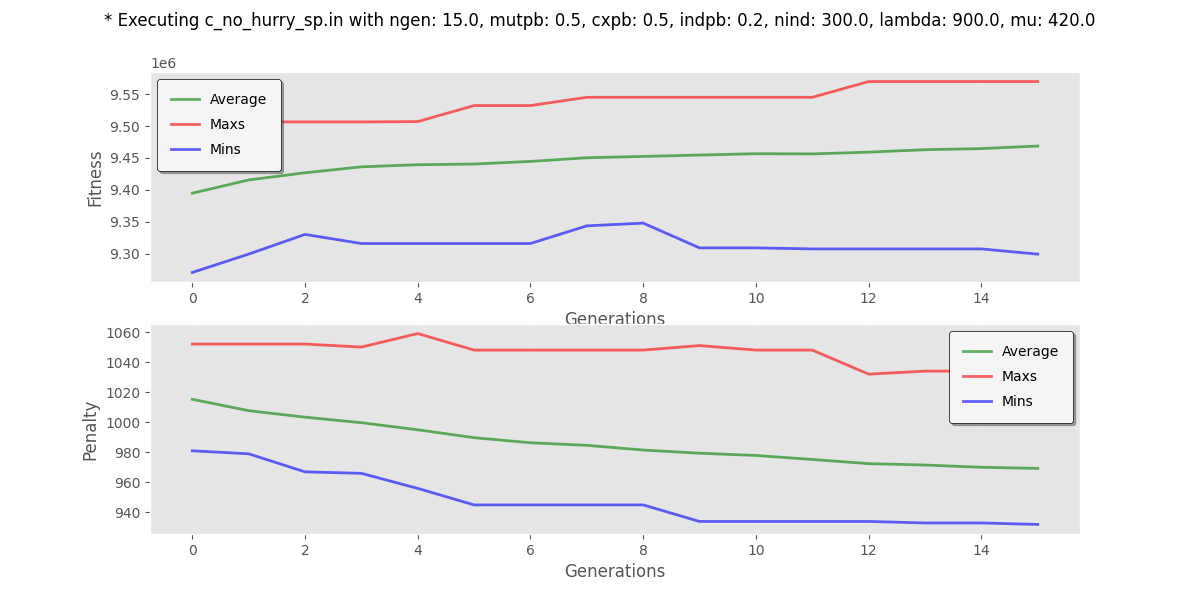 * Executing c_no_hurry_sp.in with ngen: 15.0, mutpb: 0.5, cxpb: 0.5, indpb: 0.2, nind: 300.0, lambda: 900.0, mu: 420.0
1e6
Fitness
9.55
9.50
9.45
9.40
9.35
9.30
Average
Maxs
Mins
0 2 4 6 8 10 12 14
Generations
Penalty
1060
1040
1020
1000
980
960
940
Average
Maxs
Mins
0 2 4 6 8 10 12 14
Generations